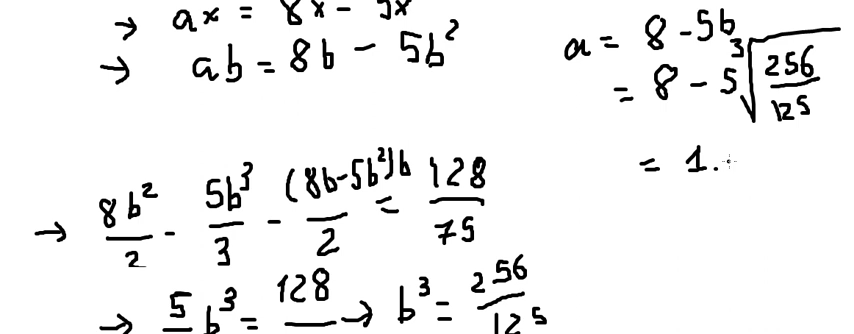 → ax = 8x - 5x
→ ab = 8b - 5b²
a = 8 - 5b
= 8 - 5∛(256/125)
= 1.
→ 8b²/2 - 5b³/3 - (8b-5b²)b/2 = 128/75
→ 5 b³ = 128 → b³ = 256/125